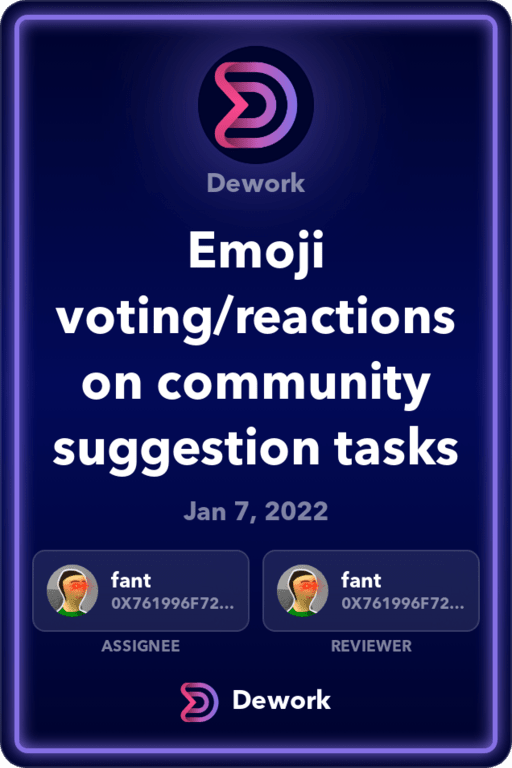 Dework
Emoji
voting/reactions
on community
suggestion tasks
Jan 7, 2022
fant
0X761996F72...
ASSIGNEE
fant
0X761996F72...
REVIEWER
Dework